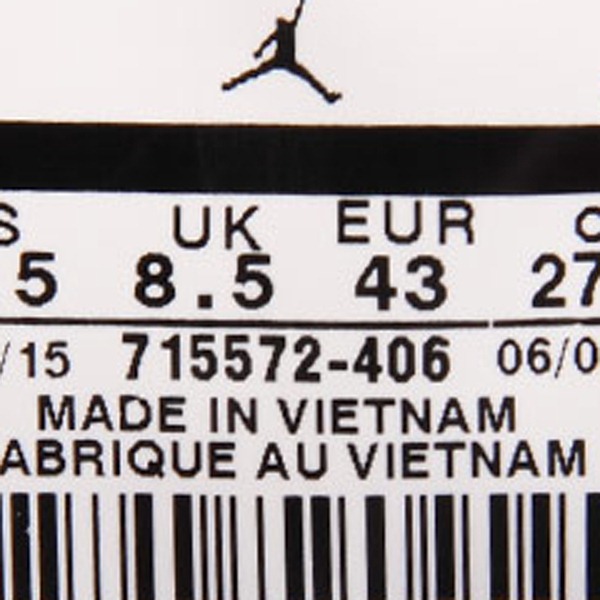 S UK EUR C
5 8.5 43 27
/15 715572-406 06/0
MADE IN VIETNAM
ABRIQUE AU VIETNAM